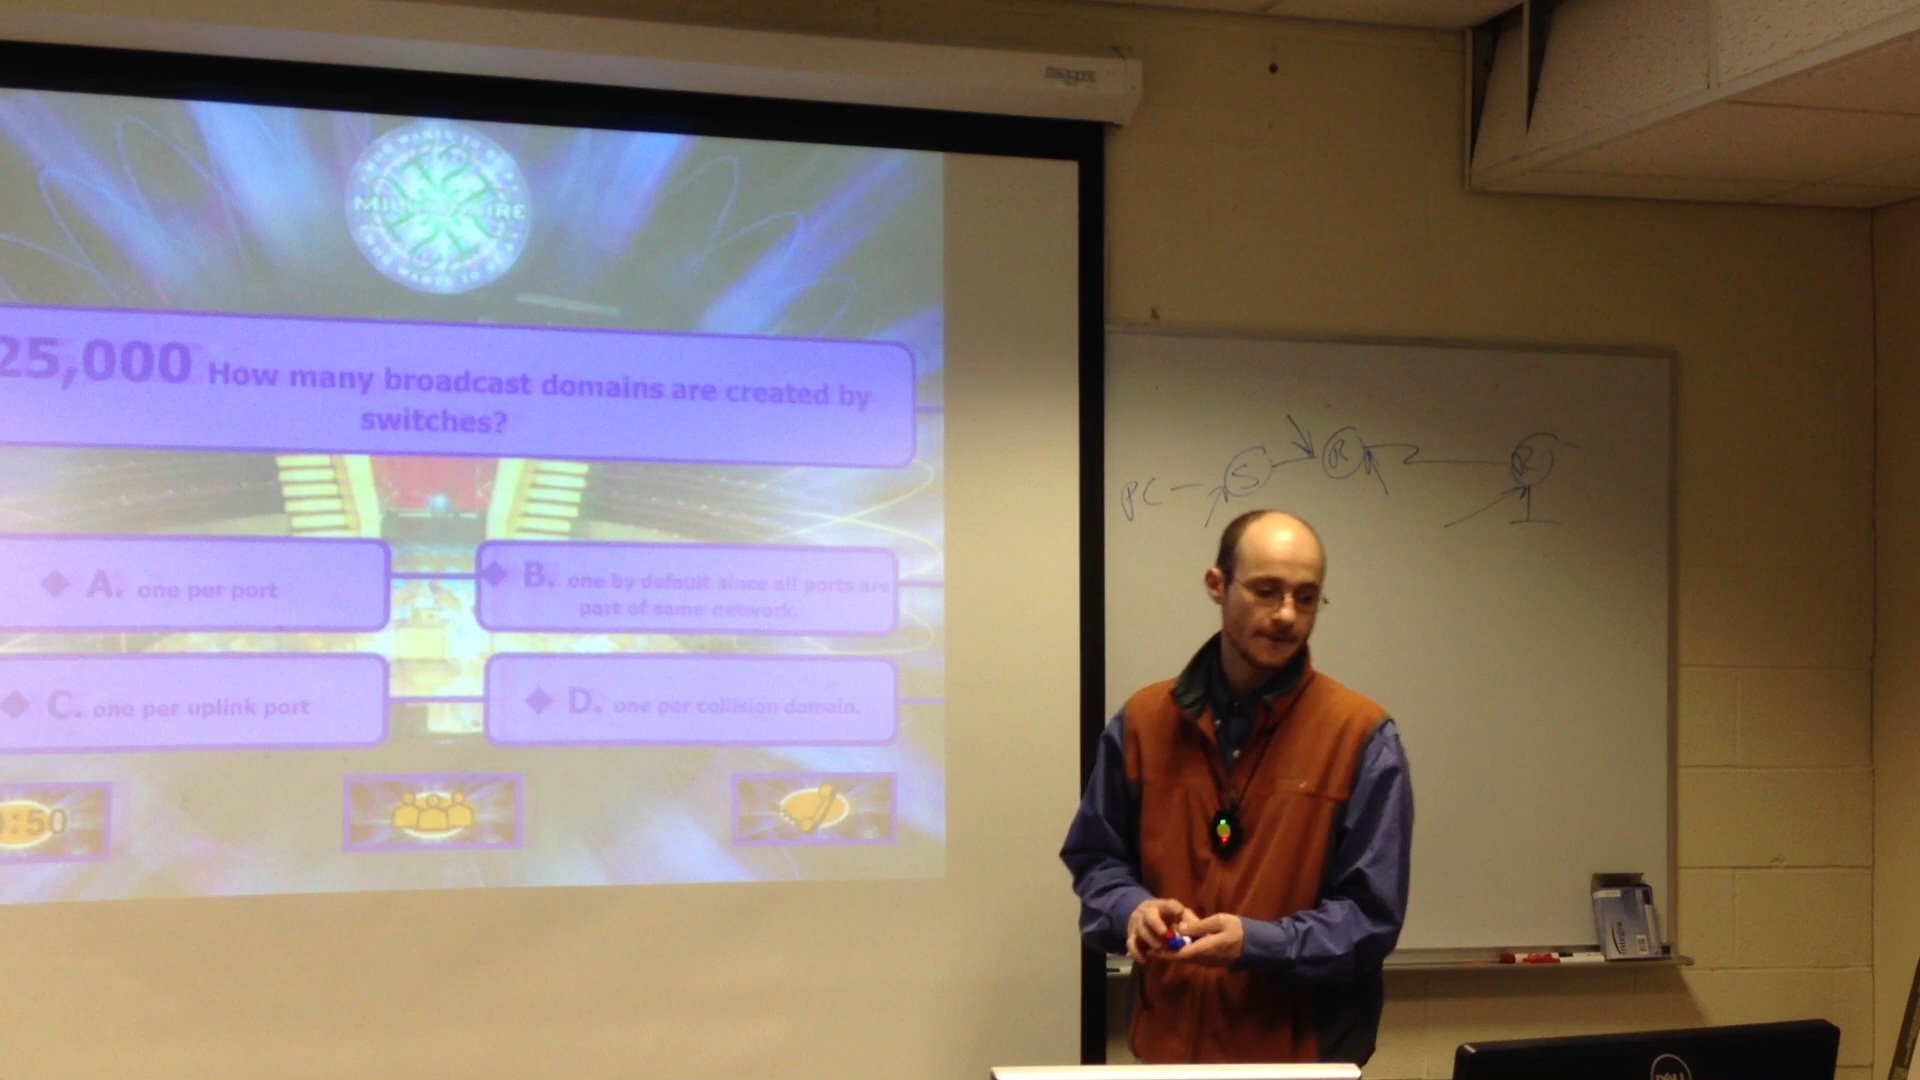 MILLIONAIRE
25,000 How many broadcast domains are created by
switches?
A. one per port
B. one by default since all ports are
part of same network.
C. one per uplink port
D. one per collision domain.
:50
PC
S
R
R
DELL